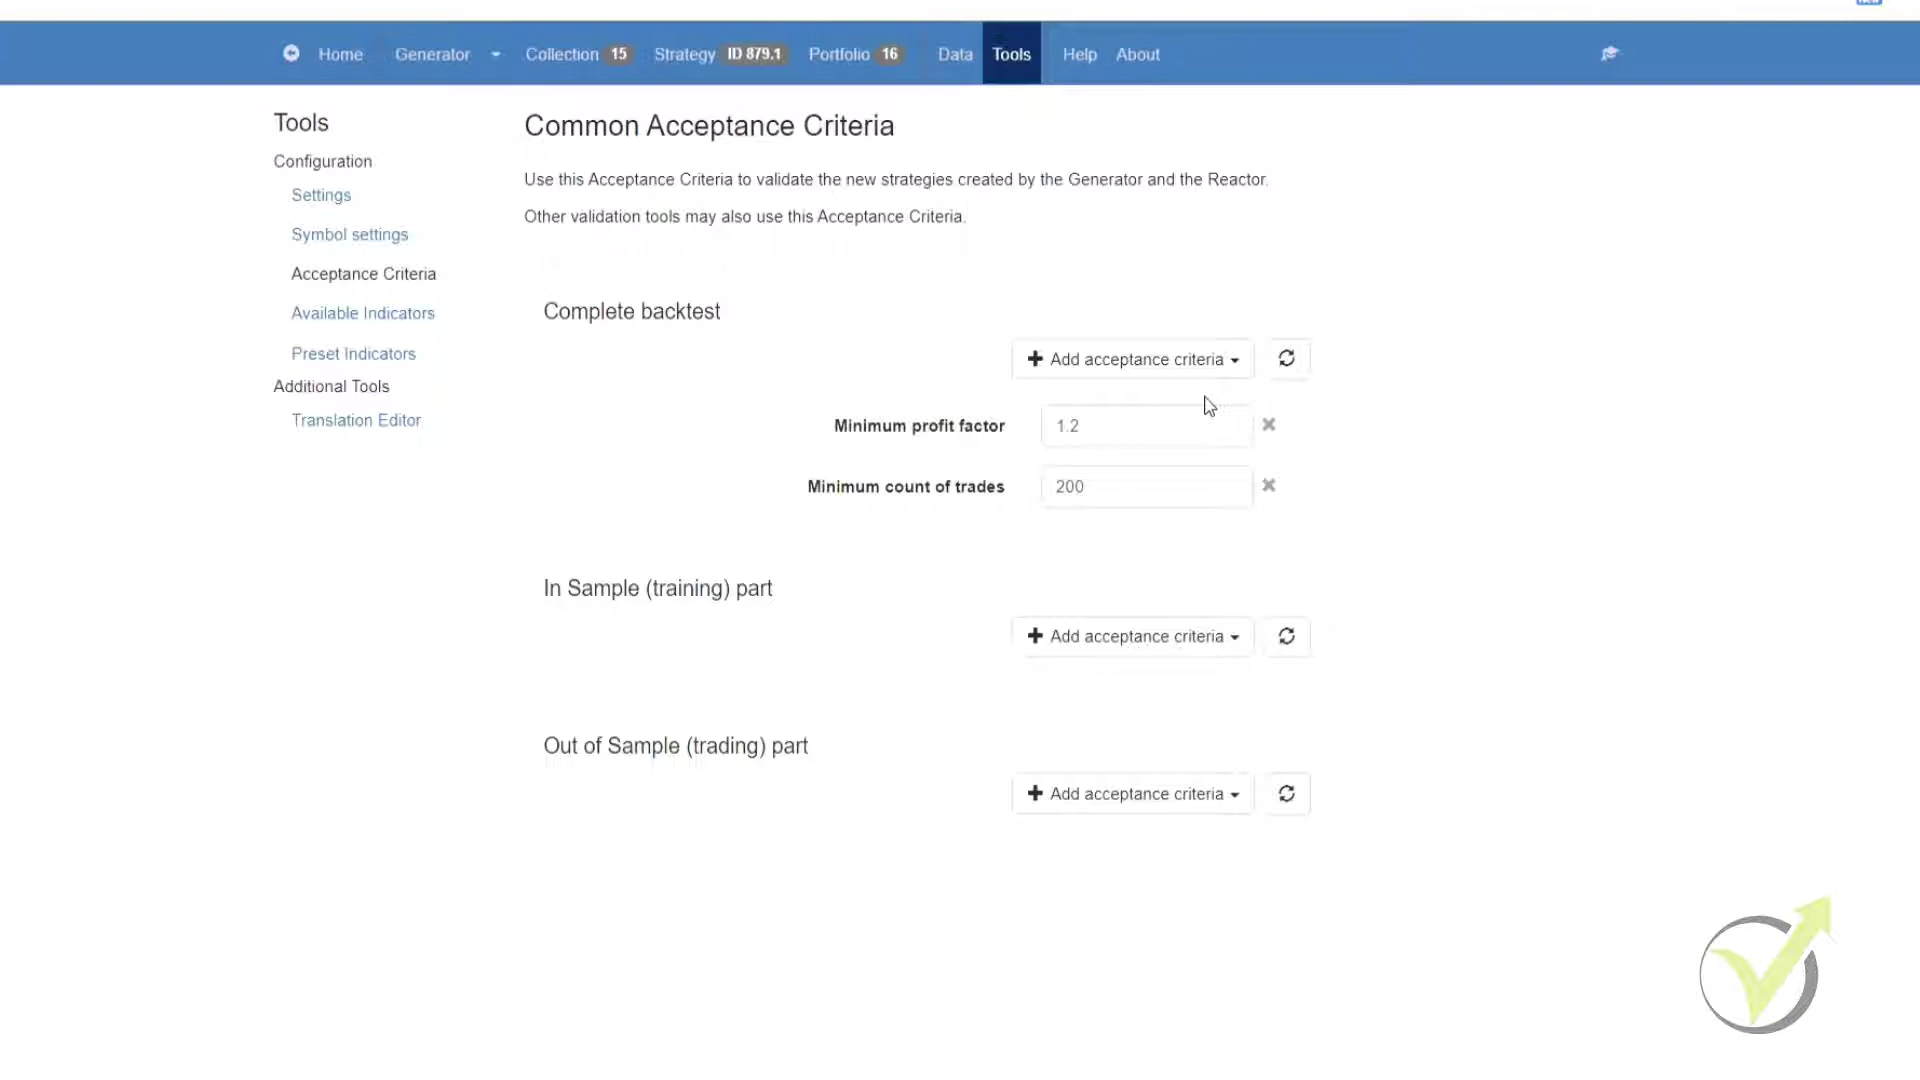 Home Generator Collection 15 Strategy ID 879.1 Portfolio 16 Data Tools Help About
Tools
Configuration
Settings
Symbol settings
Acceptance Criteria
Available Indicators
Preset Indicators
Additional Tools
Translation Editor
Common Acceptance Criteria
Use this Acceptance Criteria to validate the new strategies created by the Generator and the Reactor.
Other validation tools may also use this Acceptance Criteria.
Complete backtest
Add acceptance criteria
Minimum profit factor 1.2
Minimum count of trades 200
In Sample (training) part
Add acceptance criteria
Out of Sample (trading) part
Add acceptance criteria